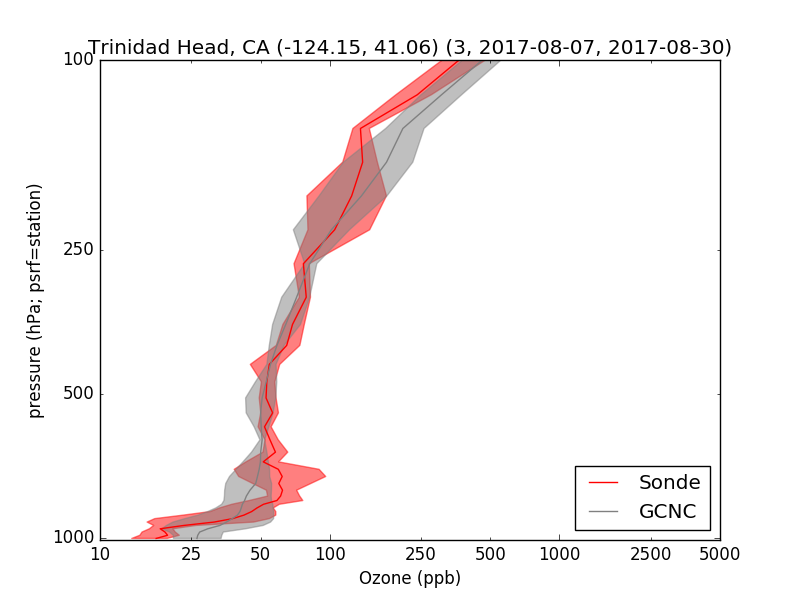 Trinidad Head, CA (-124.15, 41.06) (3, 2017-08-07, 2017-08-30)
100
250
500
1000
pressure (hPa; psrf=station)
Sonde
GCNC
10 25 50 100 250 500 1000 2500 5000
Ozone (ppb)